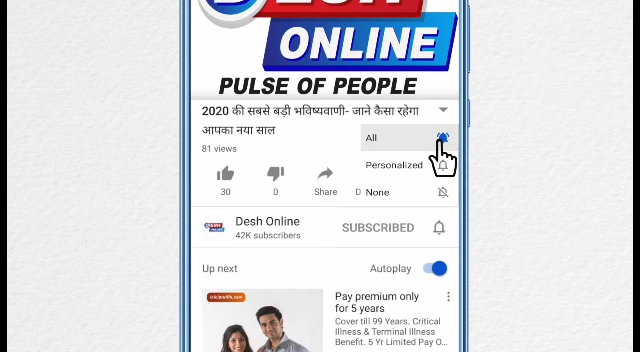 DESH
ONLINE
PULSE OF PEOPLE
2020 की सबसे बड़ी भविष्यवाणी- जाने कैसा रहेगा
आपका नया साल
81 views
All
Personalized
None
30
0
Share
D
Desh Online
42K subscribers
SUBSCRIBED
Up next
Autoplay
Pay premium only
for 5 years
Cover till 99 Years. Critical
Illness & Terminal Illness
Benefit. 5 Yr Limited Pay O...